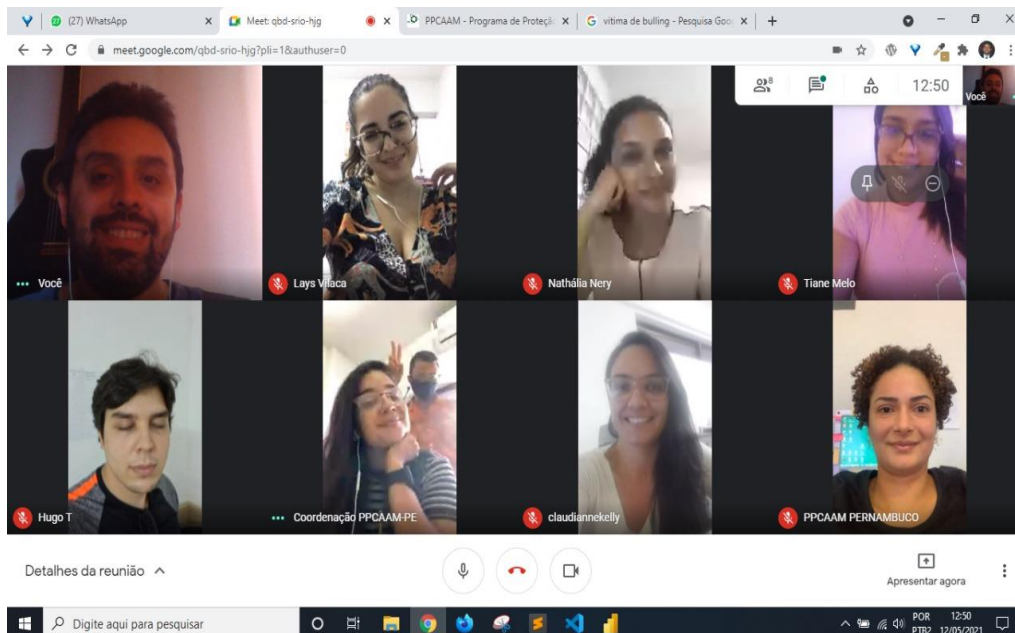 (27) WhatsApp
Meet: qbd-srio-hjg
PPCAAM - Programa de Proteçã
vitima de bulling - Pesquisa Goo
meet.google.com/qbd-srio-hjg?pli=1&authuser=0
8
12:50
Você
Você
Lays Vilaca
Nathália Nery
Tiane Melo
Hugo T
Coordenação PPCAAM-PE
claudiannekelly
PPCAAM PERNAMBUCO
Detalhes da reunião
Apresentar agora
Digite aqui para pesquisar
POR
12:50
PTB2
12/05/2021